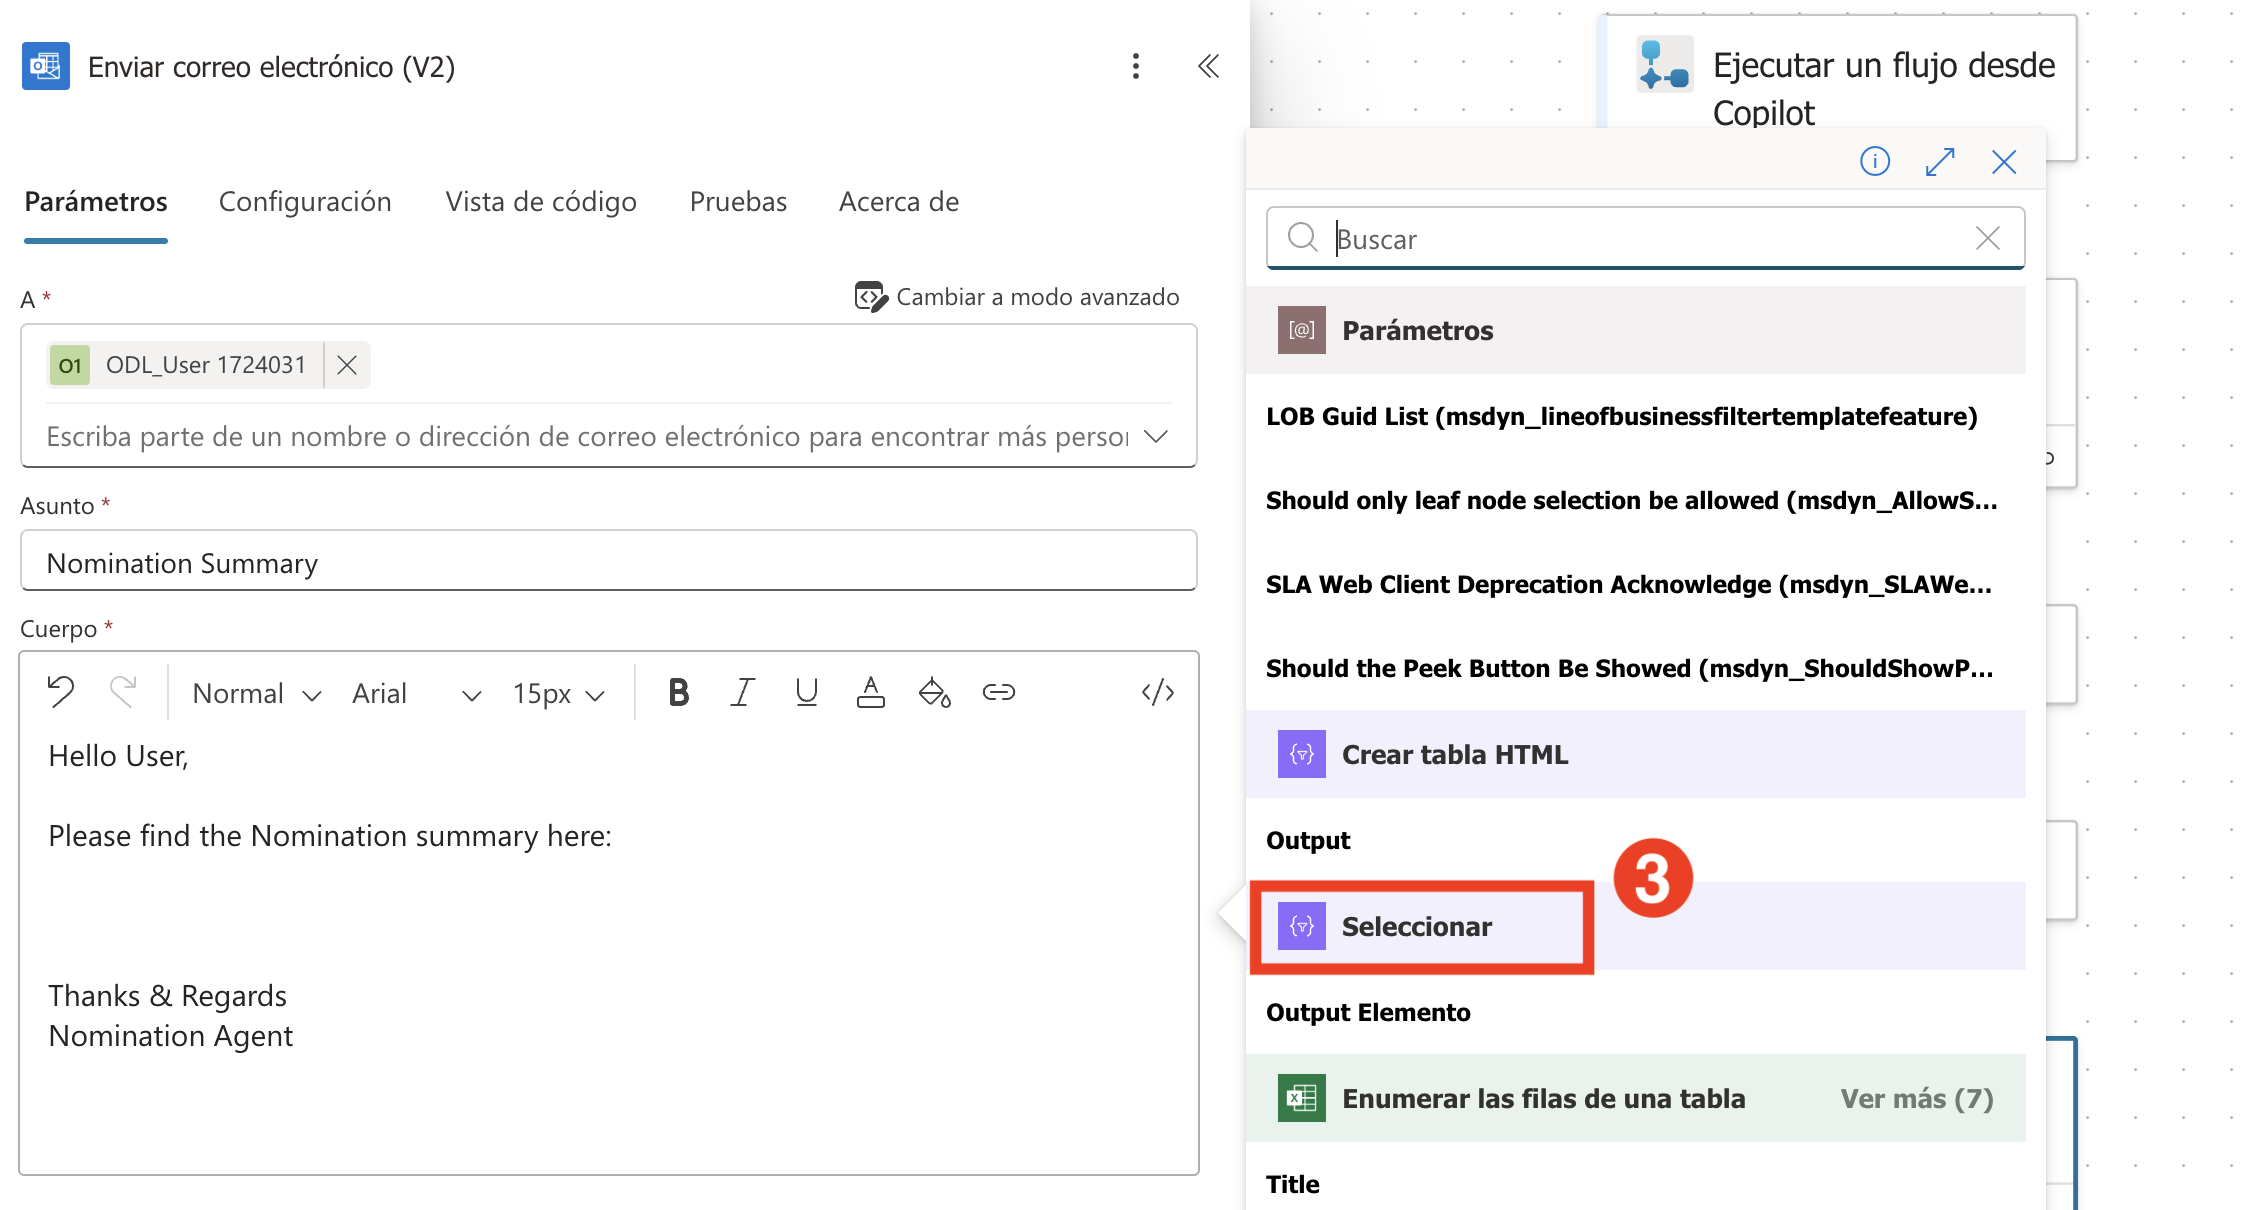 Enviar correo electrónico (V2)
Parámetros Configuración Vista de código Pruebas Acerca de
A *
Cambiar a modo avanzado
O1 ODL_User 1724031
Escriba parte de un nombre o dirección de correo electrónico para encontrar más perso
Asunto *
Nomination Summary
Cuerpo *
Normal Arial 15px B I U A </>
Hello User,
Please find the Nomination summary here:
Thanks & Regards
Nomination Agent
Ejecutar un flujo desde
Copilot
Buscar
[@] Parámetros
LOB Guid List (msdyn_lineofbusinessfiltertemplatefeature)
Should only leaf node selection be allowed (msdyn_AllowS...
SLA Web Client Deprecation Acknowledge (msdyn_SLAWe...
Should the Peek Button Be Showed (msdyn_ShouldShowP...
Crear tabla HTML
Output
3
Seleccionar
Output Elemento
Enumerar las filas de una tabla Ver más (7)
Title